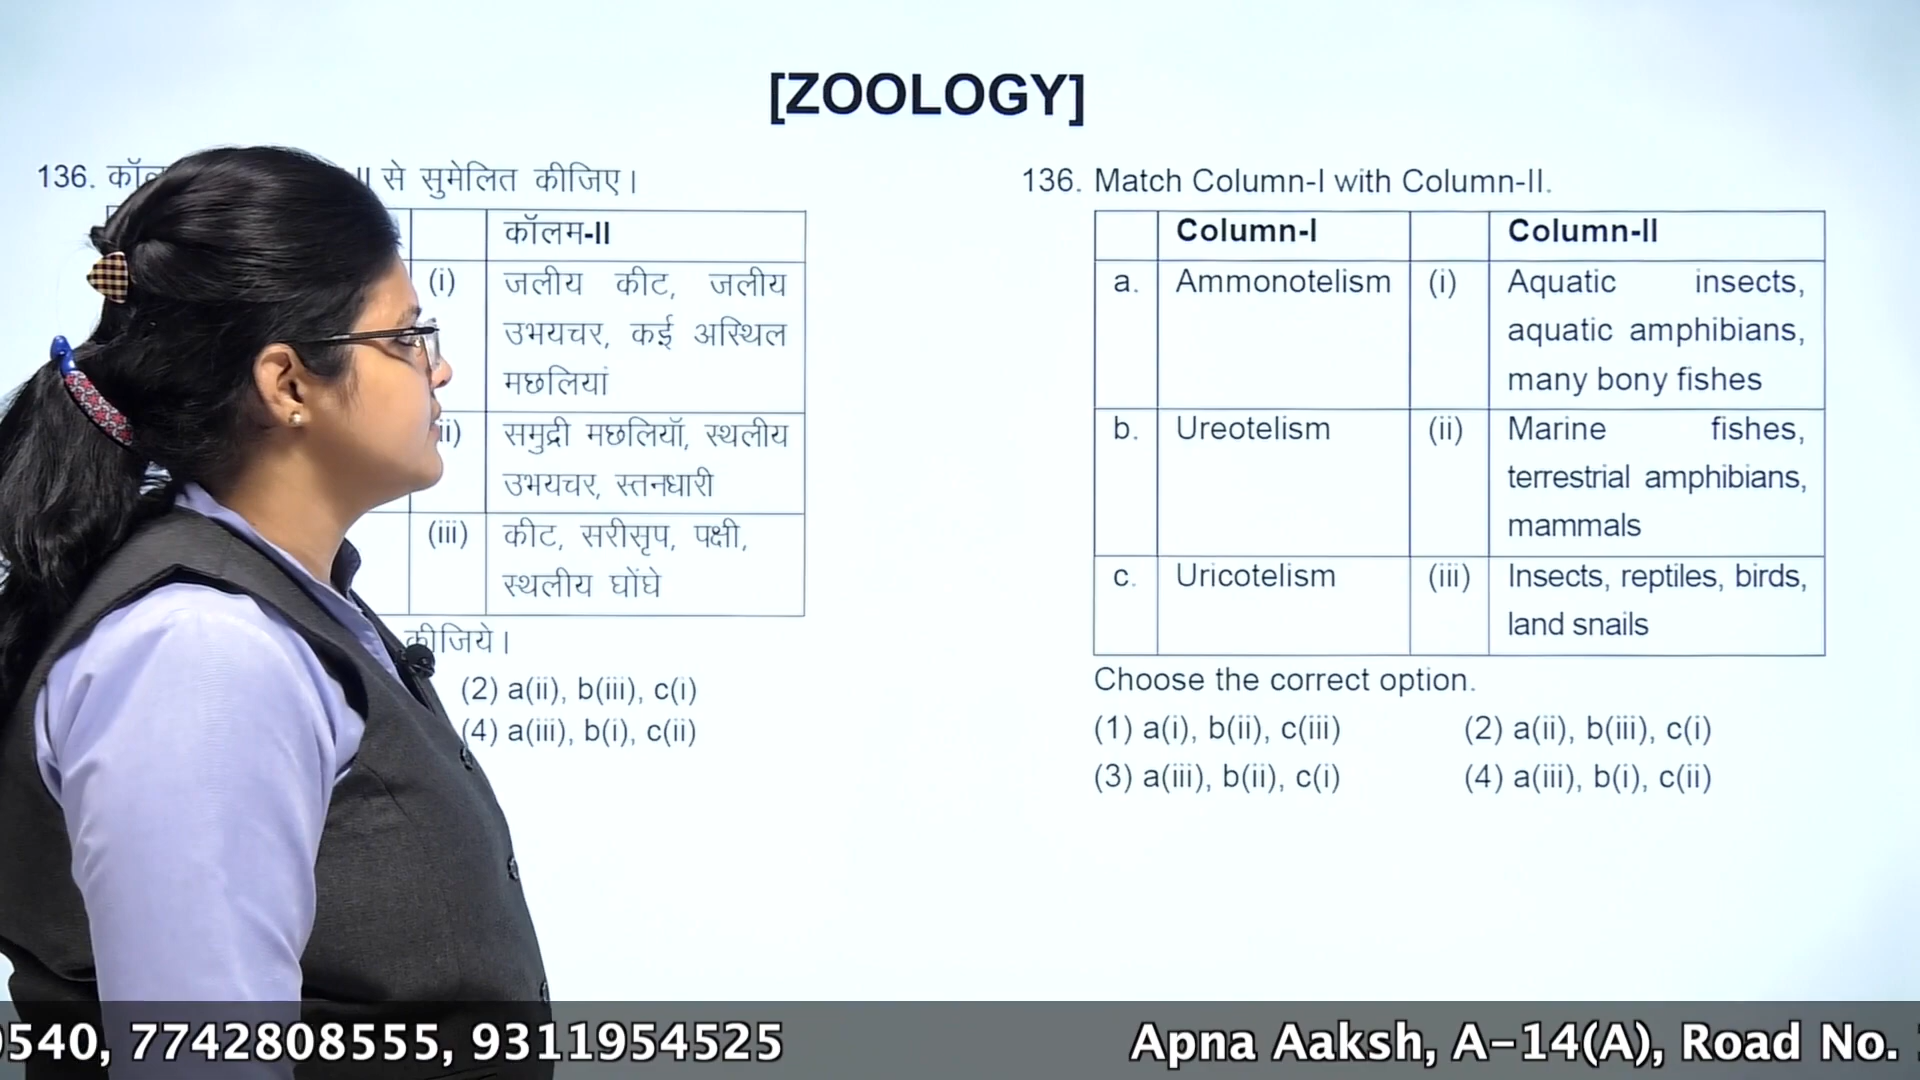 [ZOOLOGY]
136. II से सुमेलित कीजिए।
कॉलम-II
(i) जलीय कीट, जलीय
उभयचर, कई अस्थिल
मछलियां
समुद्री मछलियाँ, स्थलीय
उभयचर, स्तनधारी
(iii) कीट, सरीसृप, पक्षी,
स्थलीय घोंघे
कीजिये।
(2) a(ii), b(iii), c(i)
(4) a(iii), b(i), c(ii)
136. Match Column-I with Column-II.
Column-I Column-II
a. Ammonotelism (i) Aquatic insects,
aquatic amphibians,
many bony fishes
b. Ureotelism (ii) Marine fishes,
terrestrial amphibians,
mammals
c. Uricotelism (iii) Insects, reptiles, birds,
land snails
Choose the correct option.
(1) a(i), b(ii), c(iii) (2) a(ii), b(iii), c(i)
(3) a(iii), b(ii), c(i) (4) a(iii), b(i), c(ii)
540, 7742808555, 9311954525 Apna Aaksh, A-14(A), Road No.